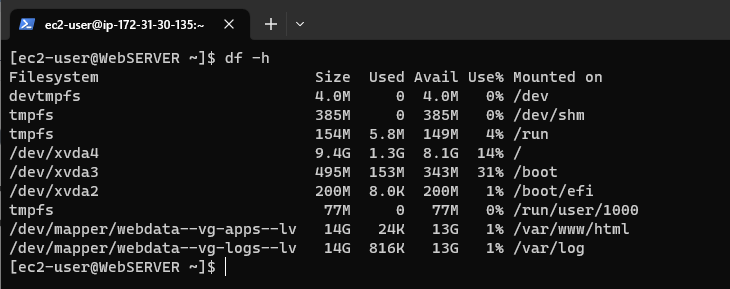 ec2-user@ip-172-31-30-135:~
[ec2-user@WebSERVER ~]$ df -h
Filesystem Size Used Avail Use% Mounted on
devtmpfs 4.0M 0 4.0M 0% /dev
tmpfs 385M 0 385M 0% /dev/shm
tmpfs 154M 5.8M 149M 4% /run
/dev/xvda4 9.4G 1.3G 8.1G 14% /
/dev/xvda3 495M 153M 343M 31% /boot
/dev/xvda2 200M 8.0K 200M 1% /boot/efi
tmpfs 77M 0 77M 0% /run/user/1000
/dev/mapper/webdata--vg-apps--lv 14G 24K 13G 1% /var/www/html
/dev/mapper/webdata--vg-logs--lv 14G 816K 13G 1% /var/log
[ec2-user@WebSERVER ~]$